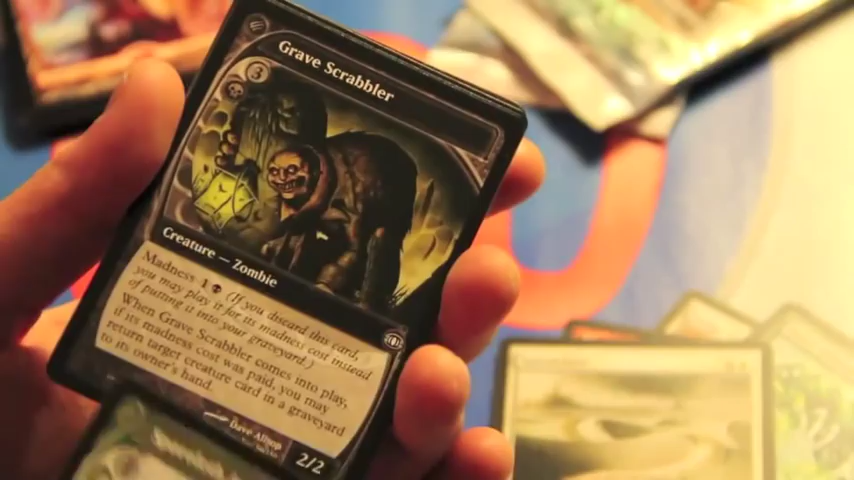 Grave Scrabbler
3
Creature — Zombie
Madness 1 (If you discard this card,
you may play it for its madness cost instead
of putting it into your graveyard.)
When Grave Scrabbler comes into play,
if its madness cost was paid, you may
return target creature card in a graveyard
to its owner's hand.
Dave Allsop
2/2